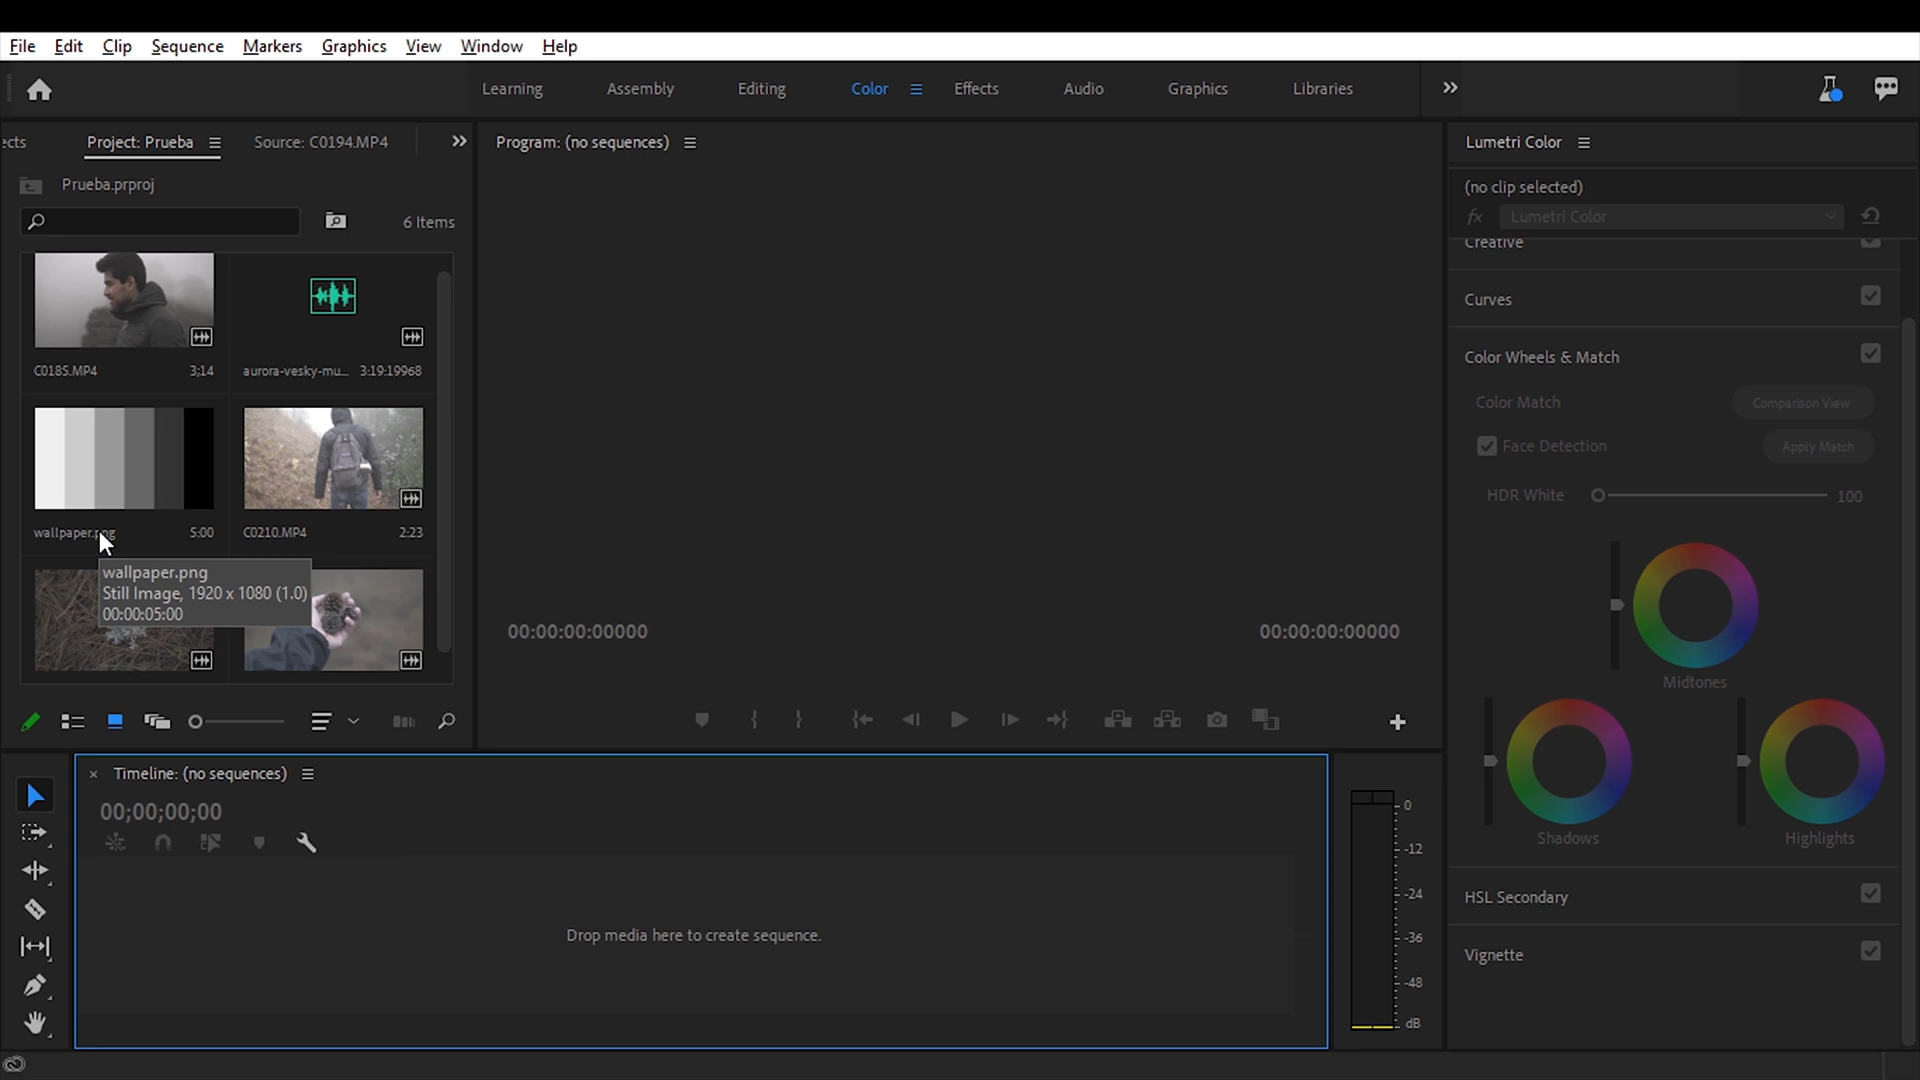 File Edit Clip Sequence Markers Graphics View Window Help
Learning Assembly Editing Color Effects Audio Graphics Libraries
ects Project: Prueba Source: C0194.MP4
Prueba.prproj
6 Items
C0185.MP4 3;14
aurora-vesky-mu... 3:19:19968
wallpaper.png 5:00
C0210.MP4 2:23
wallpaper.png
Still Image, 1920 x 1080 (1.0)
00:00:05:00
Program: (no sequences)
00:00:00:00000 00:00:00:00000
Lumetri Color
(no clip selected)
fx Lumetri Color
Creative
Curves
Color Wheels & Match
Color Match Comparison View
Face Detection Apply Match
HDR White 100
Midtones
Shadows Highlights
HSL Secondary
Vignette
Timeline: (no sequences)
00;00;00;00
Drop media here to create sequence.
0
-12
-24
-36
-48
dB